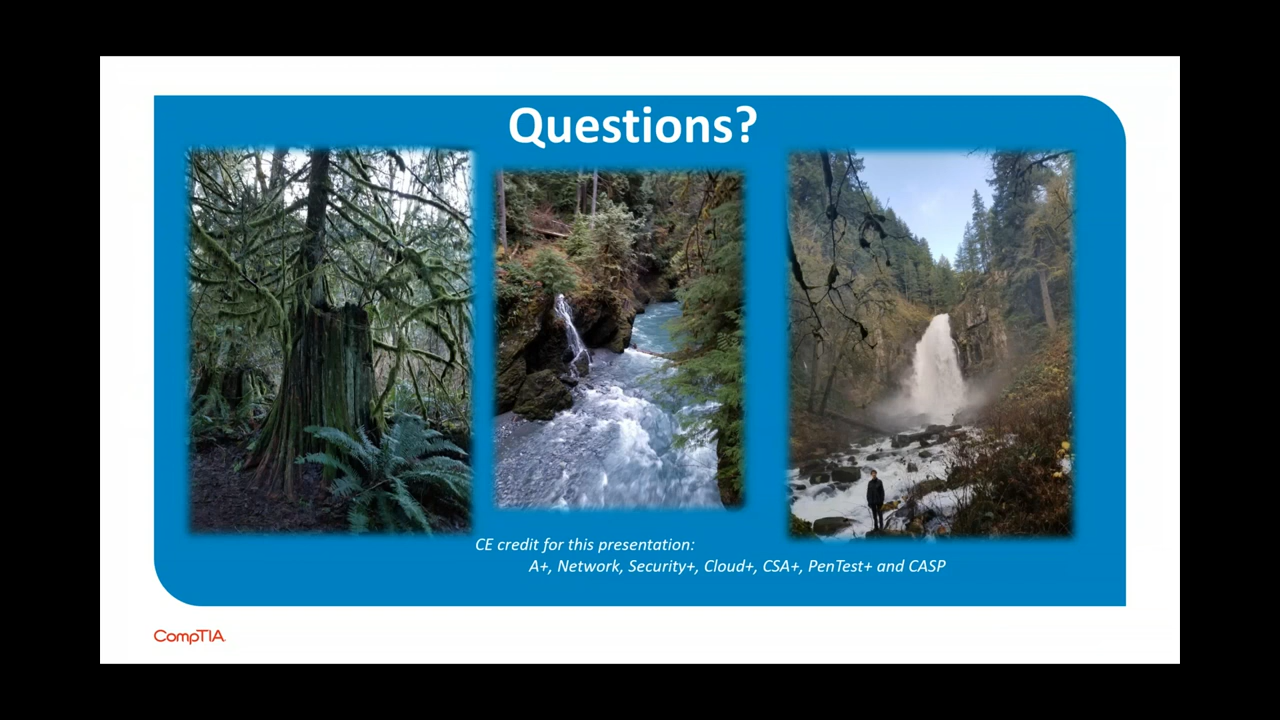 Questions?
CE credit for this presentation:
A+, Network, Security+, Cloud+, CSA+, PenTest+ and CASP
CompTIA.